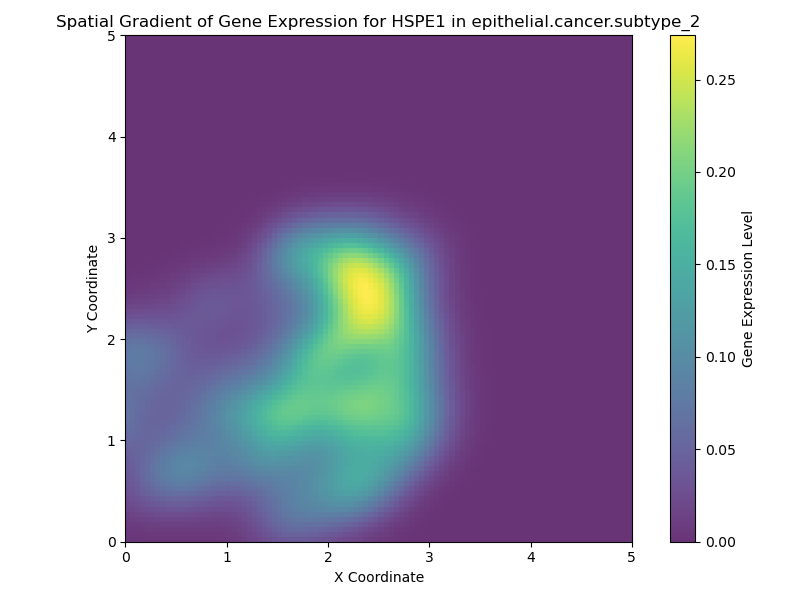 Spatial Gradient of Gene Expression for HSPE1 in epithelial.cancer.subtype_2
5
4
3
2
1
0
Y Coordinate
0 1 2 3 4 5
X Coordinate
0.25
0.20
0.15
0.10
0.05
0.00
Gene Expression Level